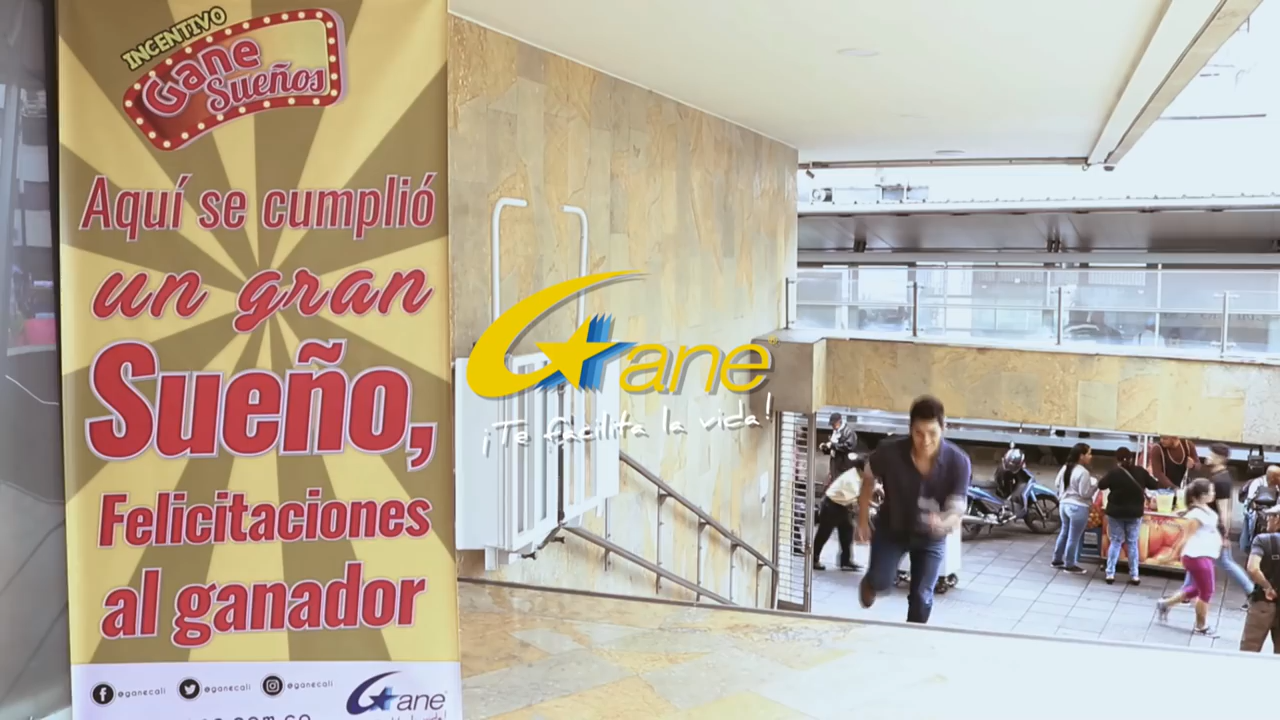 INCENTIVO
Gane
Sueños
Aquí se cumplió
un gran
Sueño,
Felicitaciones
al ganador
@ganecali @ganecali @ganecali
Gane
Gane®
¡Te facilita la vida!